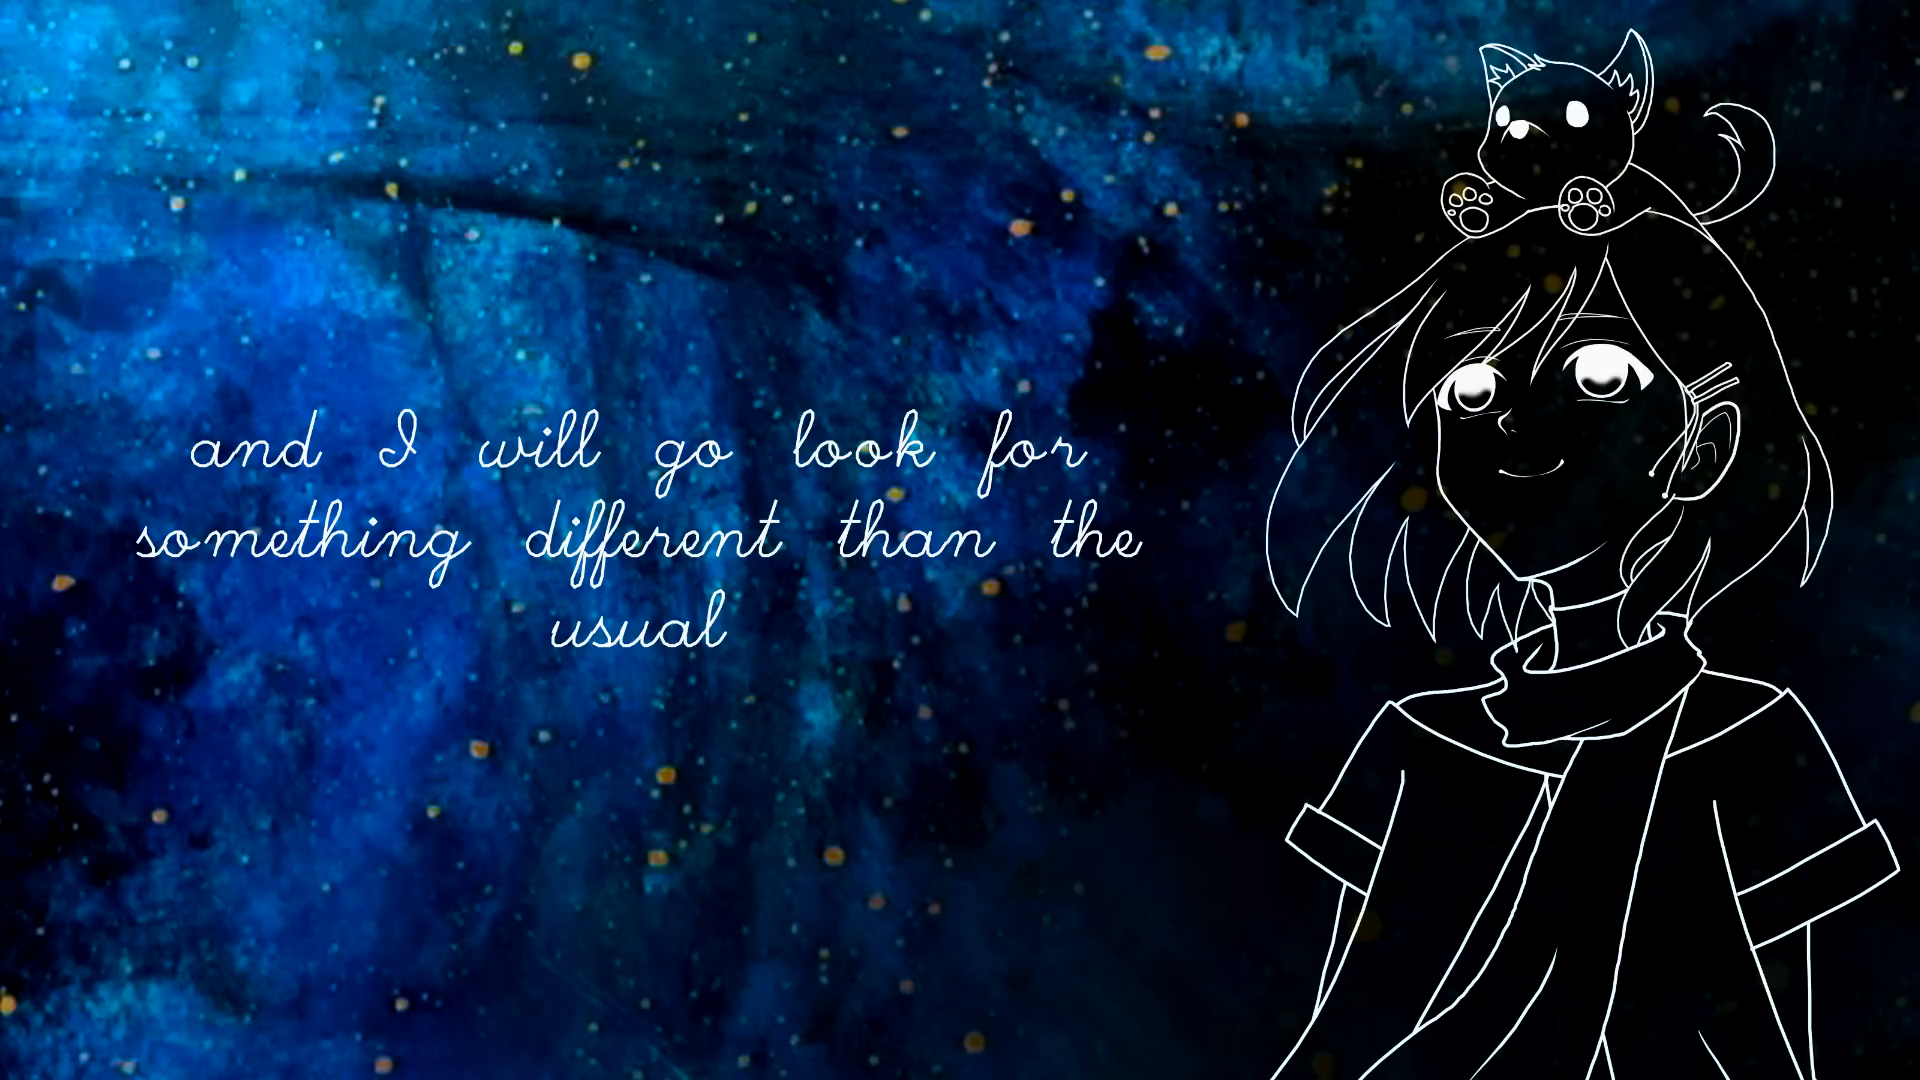 and I will go look for
something different than the
usual